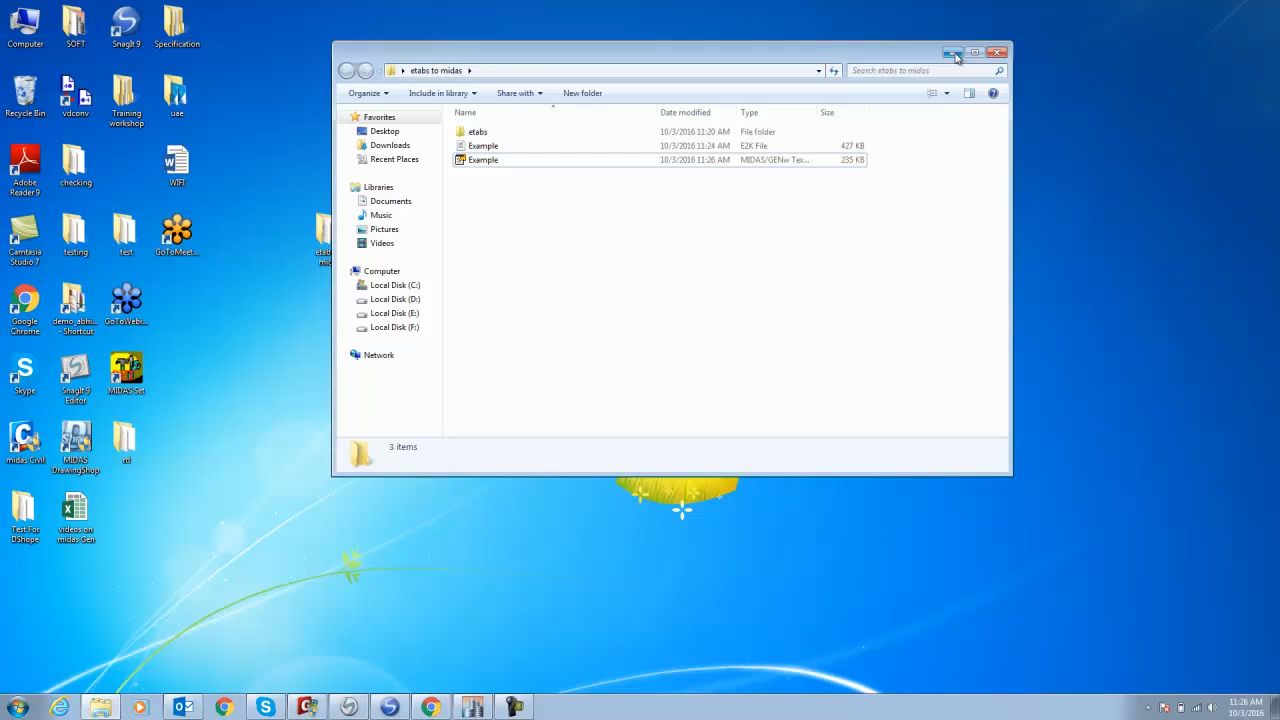 Computer
SOFT
SnagIt 9
Specification
Recycle Bin
vdconv
Training
workshop
uae
Adobe
Reader 9
checking
WIFI
Camtasia
Studio 7
testing
test
GoToMeet...
Google
Chrome
demo_abhi...
- Shortcut
GoToWebi...
Skype
SnagIt 9
Editor
MIDAS Set
midas Civil
MIDAS
DrawingShop
rd
Test For
DShope
videos on
midas Gen
etabs to midas
Search etabs to midas
Organize
Include in library
Share with
New folder
Favorites
Desktop
Downloads
Recent Places
Libraries
Documents
Music
Pictures
Videos
Computer
Local Disk (C:)
Local Disk (D:)
Local Disk (E:)
Local Disk (F:)
Network
Name Date modified Type Size
etabs 10/3/2016 11:20 AM File folder
Example 10/3/2016 11:24 AM E2K File 427 KB
Example 10/3/2016 11:26 AM MIDAS/GENw Tex... 235 KB
3 items
11:26 AM
10/3/2016